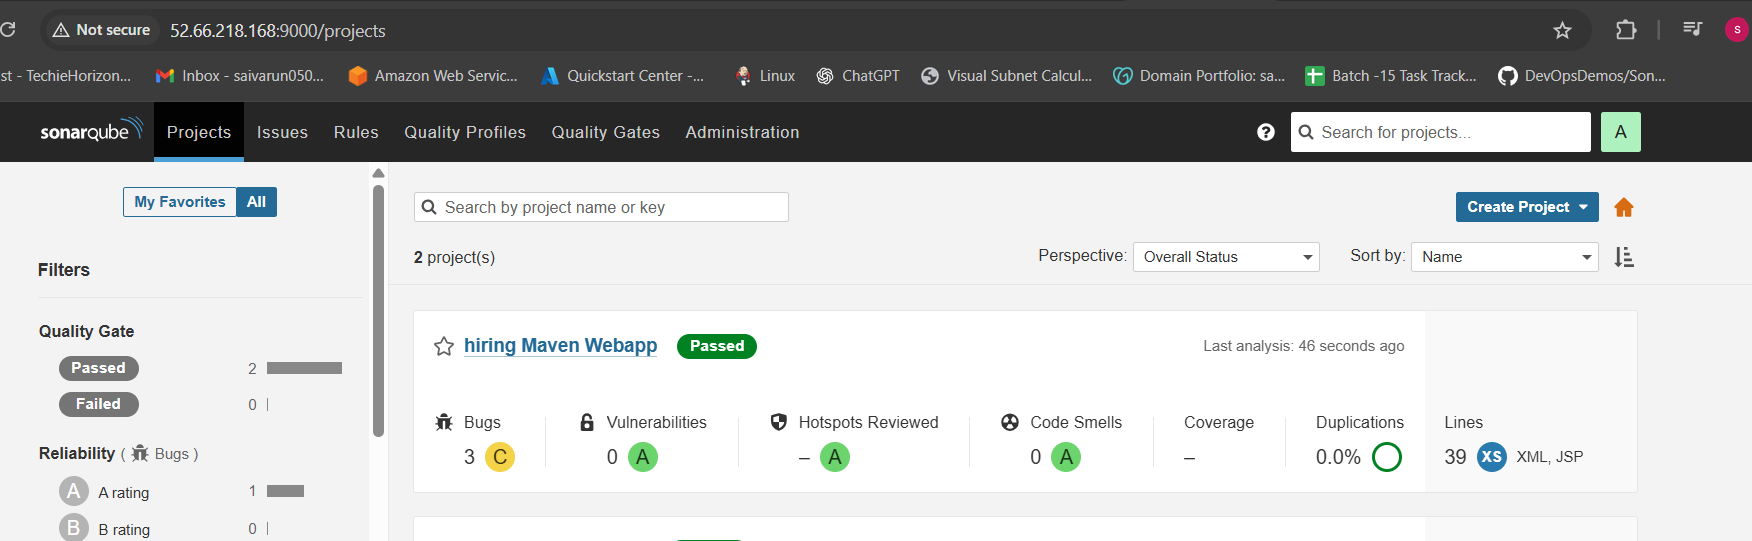 Not secure 52.66.218.168:9000/projects s
st - TechieHorizon... Inbox - saivarun050... Amazon Web Servic... Quickstart Center -... Linux ChatGPT Visual Subnet Calcul... Domain Portfolio: sa... Batch -15 Task Track... DevOpsDemos/Son...
sonarqube Projects Issues Rules Quality Profiles Quality Gates Administration ? Search for projects... A
My Favorites All
Search by project name or key
Create Project
2 project(s)
Perspective: Overall Status
Sort by: Name
Filters
Quality Gate
Passed 2
Failed 0
Reliability ( Bugs )
A A rating 1
B B rating 0
hiring Maven Webapp Passed Last analysis: 46 seconds ago
Bugs Vulnerabilities Hotspots Reviewed Code Smells Coverage Duplications Lines
3 C 0 A – A 0 A – 0.0% 39 XS XML, JSP